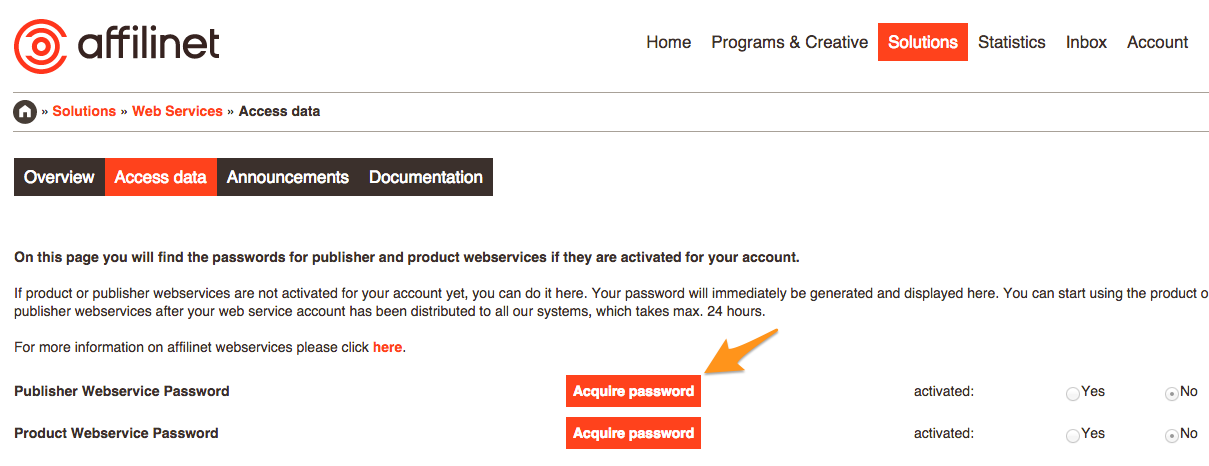 affilinet
Home Programs & Creative Solutions Statistics Inbox Account
» Solutions » Web Services » Access data
Overview Access data Announcements Documentation
On this page you will find the passwords for publisher and product webservices if they are activated for your account.
If product or publisher webservices are not activated for your account yet, you can do it here. Your password will immediately be generated and displayed here. You can start using the product o
publisher webservices after your web service account has been distributed to all our systems, which takes max. 24 hours.
For more information on affilinet webservices please click here.
Publisher Webservice Password Acquire password activated: Yes No
Product Webservice Password Acquire password activated: Yes No